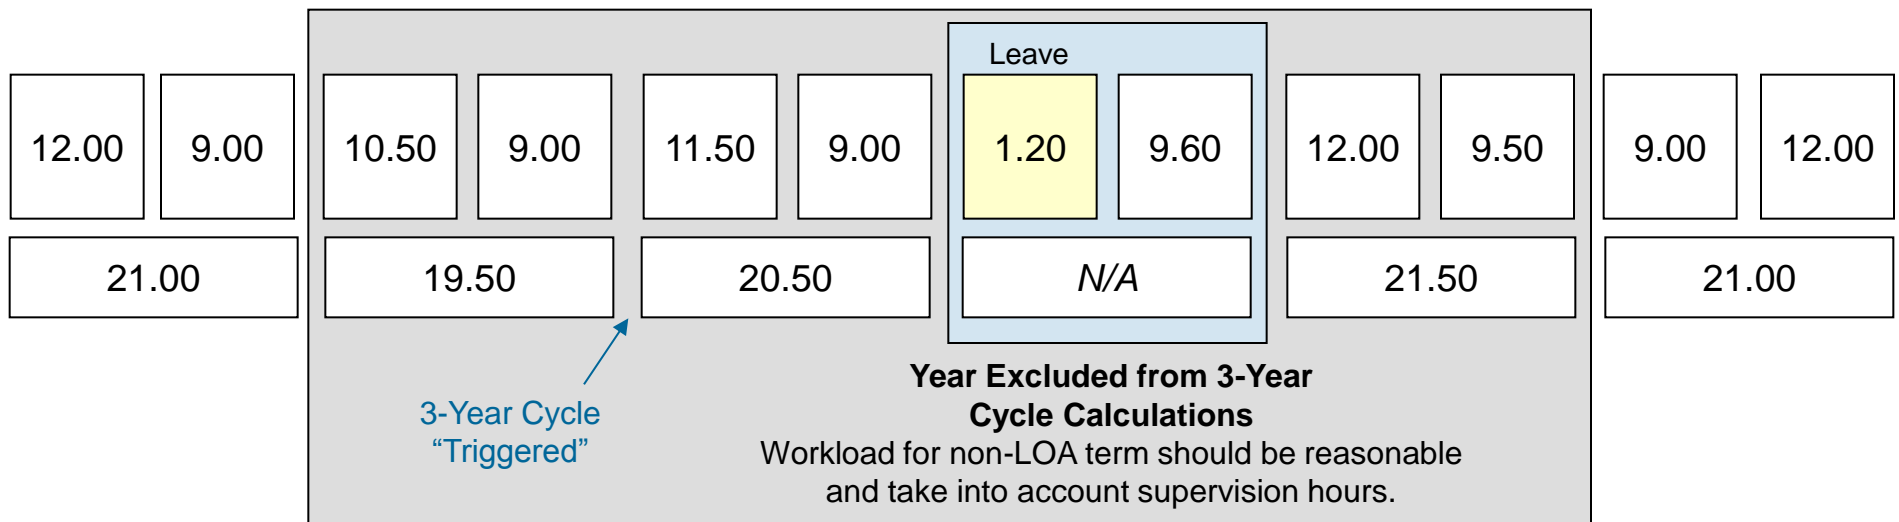 Leave
12.00 9.00 10.50 9.00 11.50 9.00 1.20 9.60 12.00 9.50 9.00 12.00
21.00 19.50 20.50 N/A 21.50 21.00
3-Year Cycle
“Triggered”
Year Excluded from 3-Year
Cycle Calculations
Workload for non-LOA term should be reasonable
and take into account supervision hours.